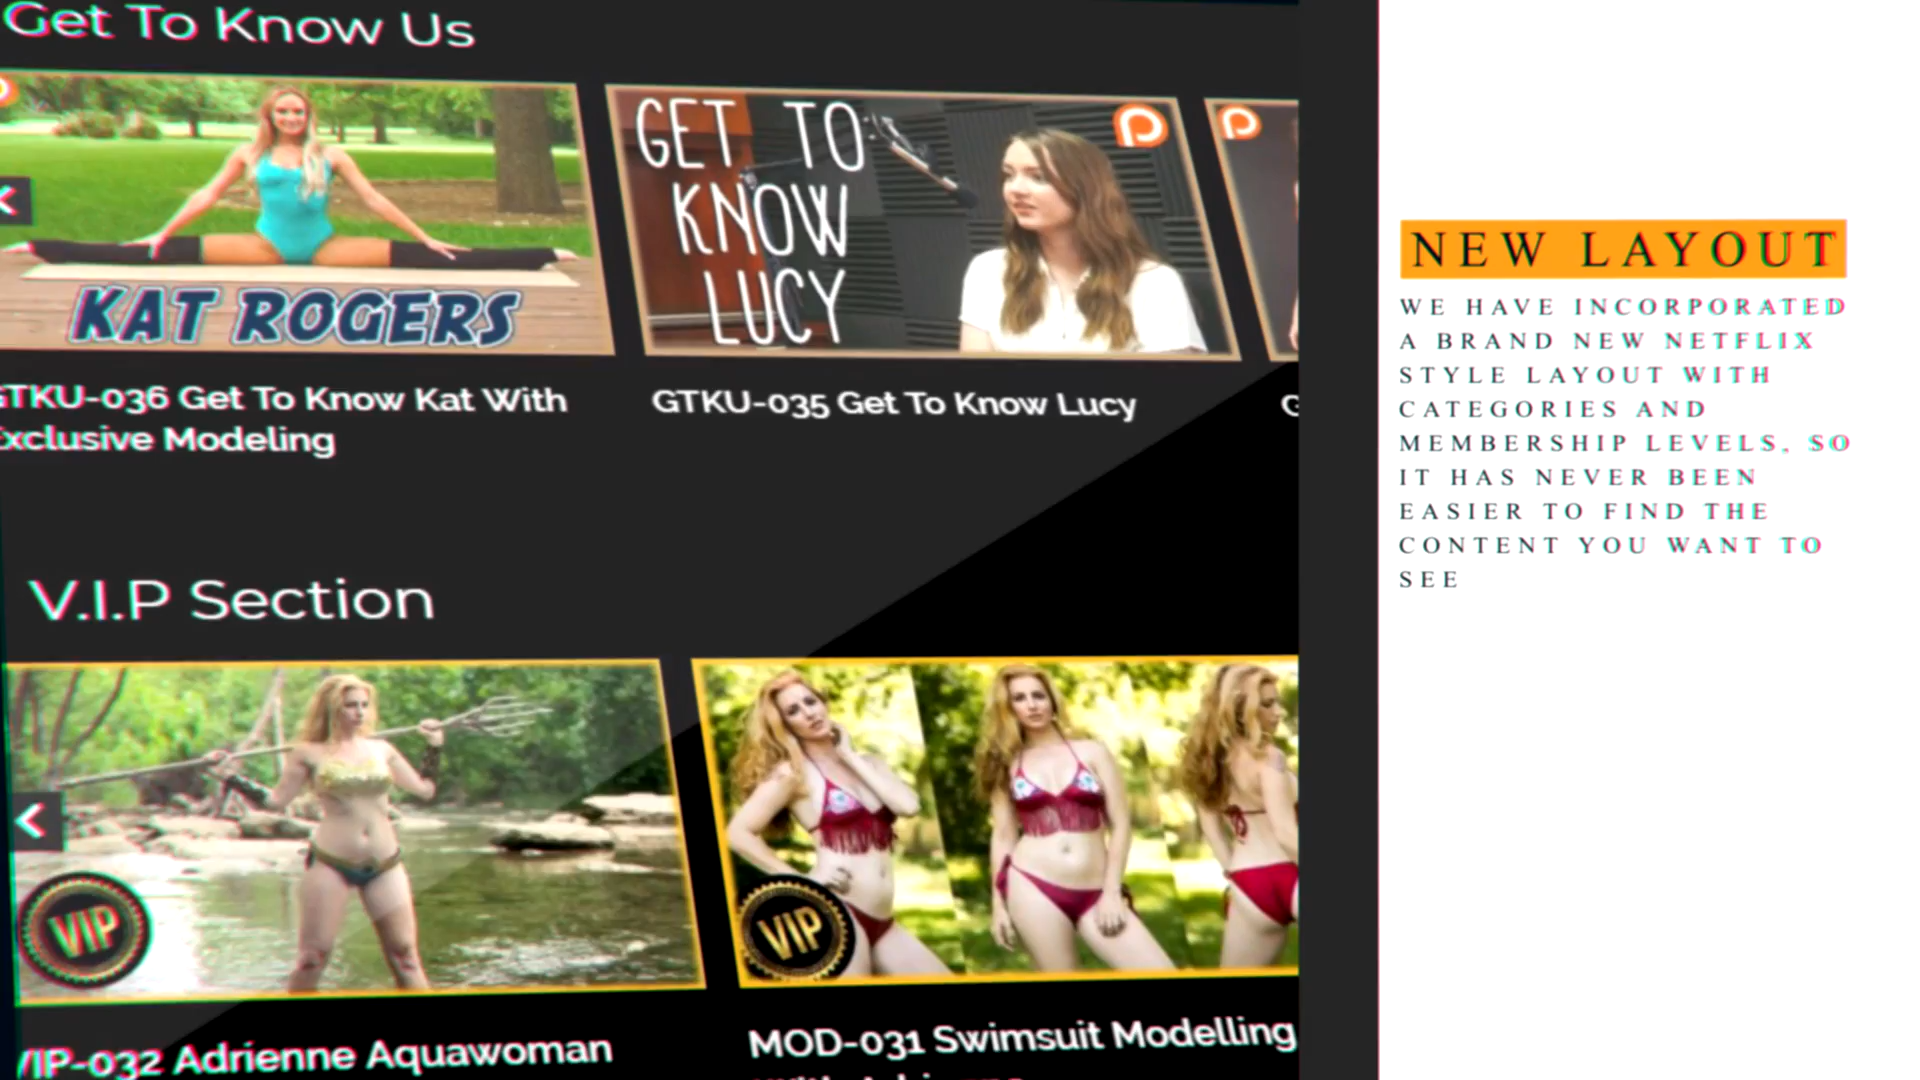 Get To Know Us
KAT ROGERS
GET TO
KNOW
LUCY
GTKU-036 Get To Know Kat With
Exclusive Modeling
GTKU-035 Get To Know Lucy
V.I.P Section
VIP
VIP
VIP-032 Adrienne Aquawoman
MOD-031 Swimsuit Modelling
NEW LAYOUT
WE HAVE INCORPORATED
A BRAND NEW NETFLIX
STYLE LAYOUT WITH
CATEGORIES AND
MEMBERSHIP LEVELS, SO
IT HAS NEVER BEEN
EASIER TO FIND THE
CONTENT YOU WANT TO
SEE